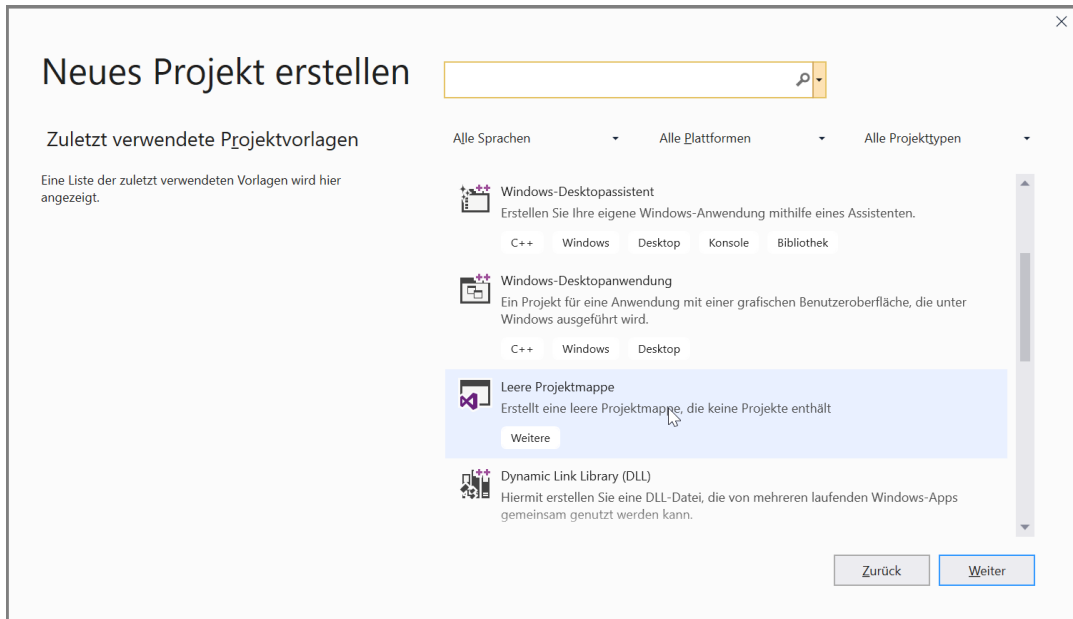 Neues Projekt erstellen
Zuletzt verwendete Projektvorlagen
Eine Liste der zuletzt verwendeten Vorlagen wird hier
angezeigt.
Alle Sprachen
Alle Plattformen
Alle Projekttypen
Windows-Desktopassistent
Erstellen Sie Ihre eigene Windows-Anwendung mithilfe eines Assistenten.
C++ Windows Desktop Konsole Bibliothek
Windows-Desktopanwendung
Ein Projekt für eine Anwendung mit einer grafischen Benutzeroberfläche, die unter
Windows ausgeführt wird.
C++ Windows Desktop
Leere Projektmappe
Erstellt eine leere Projektmappe, die keine Projekte enthält
Weitere
Dynamic Link Library (DLL)
Hiermit erstellen Sie eine DLL-Datei, die von mehreren laufenden Windows-Apps
gemeinsam genutzt werden kann.
Zurück
Weiter